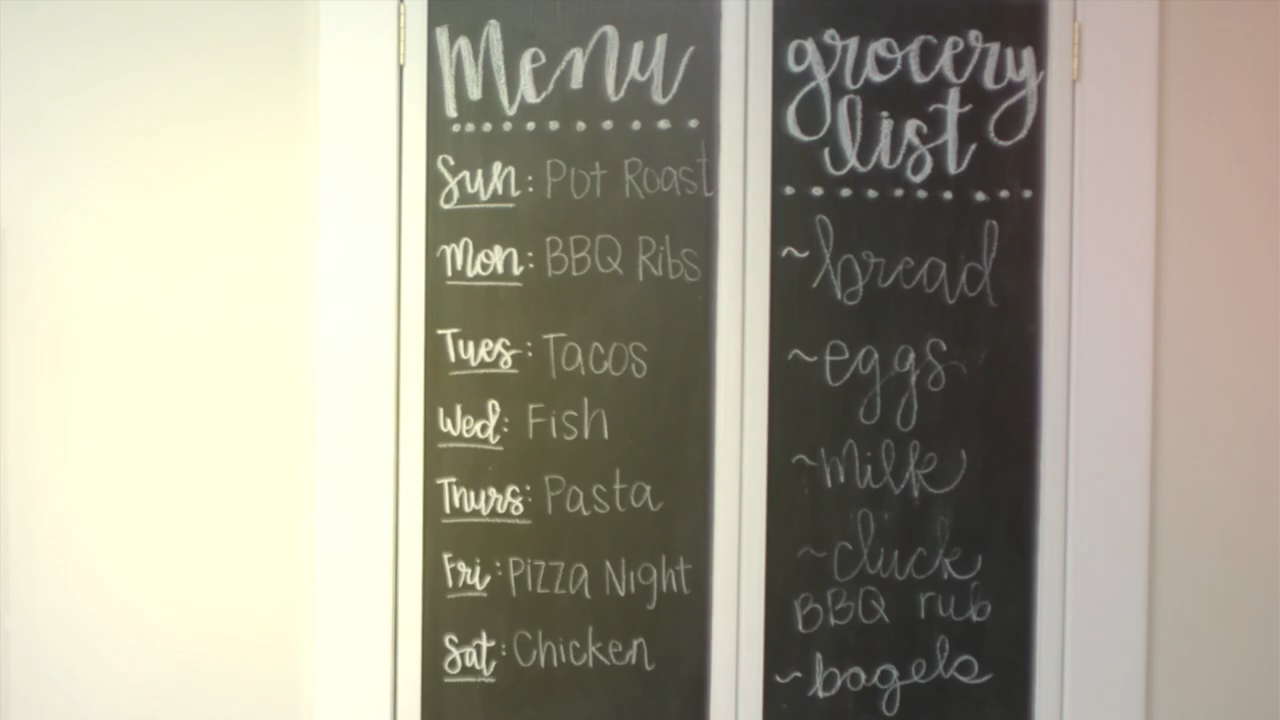 Menu
Sun: Pot Roast
Mon: BBQ Ribs
Tues: Tacos
Wed: Fish
Thurs: Pasta
Fri: Pizza Night
Sat: Chicken
grocery
list
~bread
~eggs
~milk
~cluck
BBQ rub
~bagels